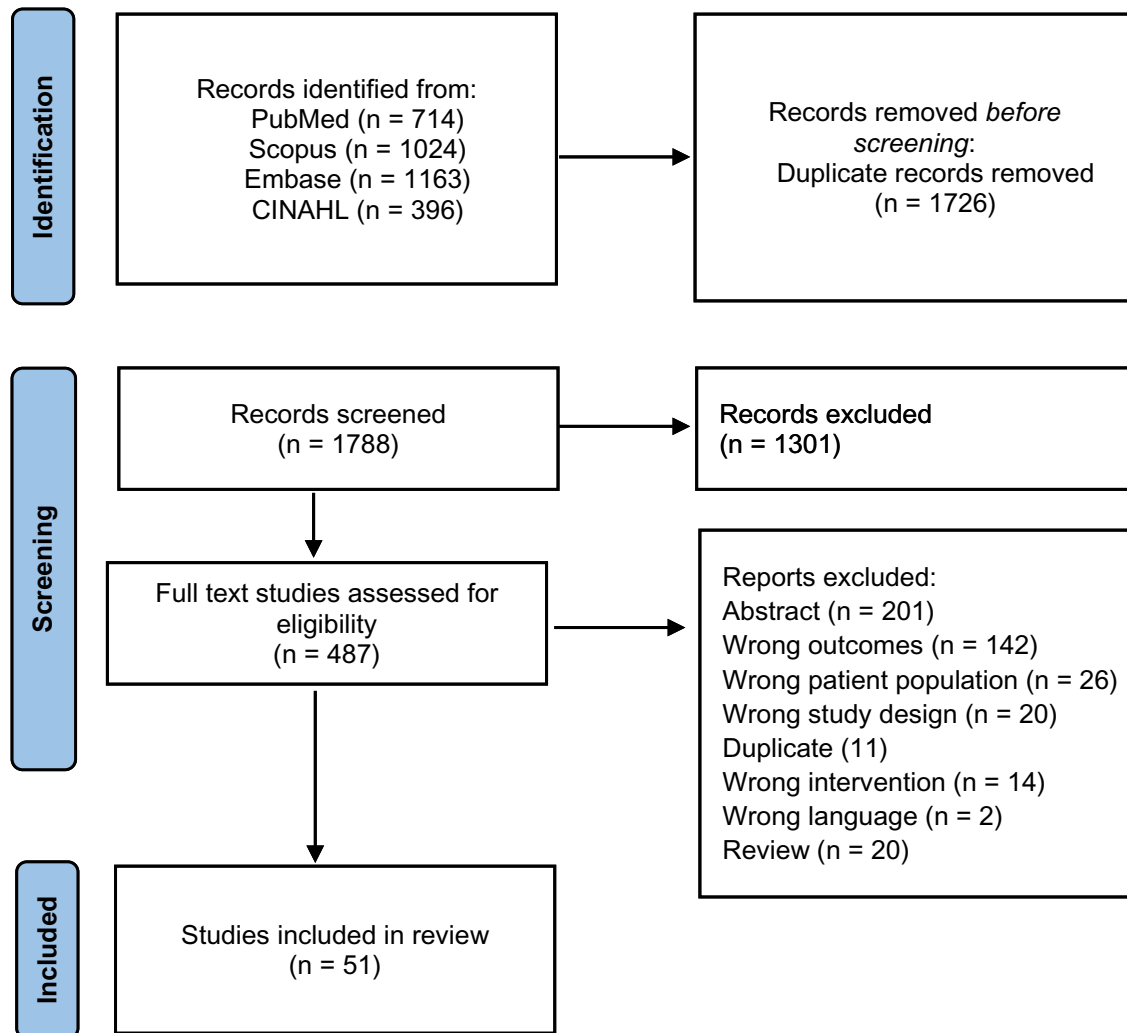 Identification
Records identified from:
PubMed (n = 714)
Scopus (n = 1024)
Embase (n = 1163)
CINAHL (n = 396)
Records removed before
screening:
Duplicate records removed
(n = 1726)
Screening
Records screened
(n = 1788)
Records excluded
(n = 1301)
Full text studies assessed for
eligibility
(n = 487)
Reports excluded:
Abstract (n = 201)
Wrong outcomes (n = 142)
Wrong patient population (n = 26)
Wrong study design (n = 20)
Duplicate (11)
Wrong intervention (n = 14)
Wrong language (n = 2)
Review (n = 20)
Included
Studies included in review
(n = 51)